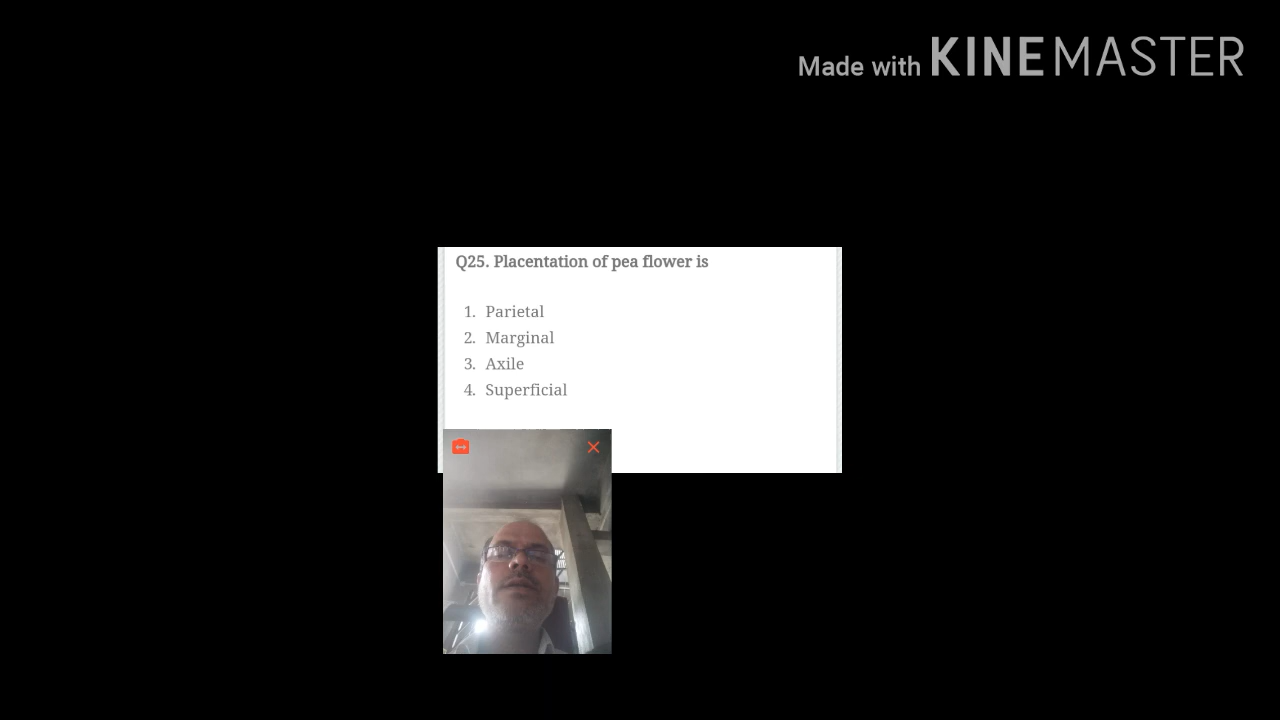 Made with KINEMASTER
Q25. Placentation of pea flower is
1. Parietal
2. Marginal
3. Axile
4. Superficial